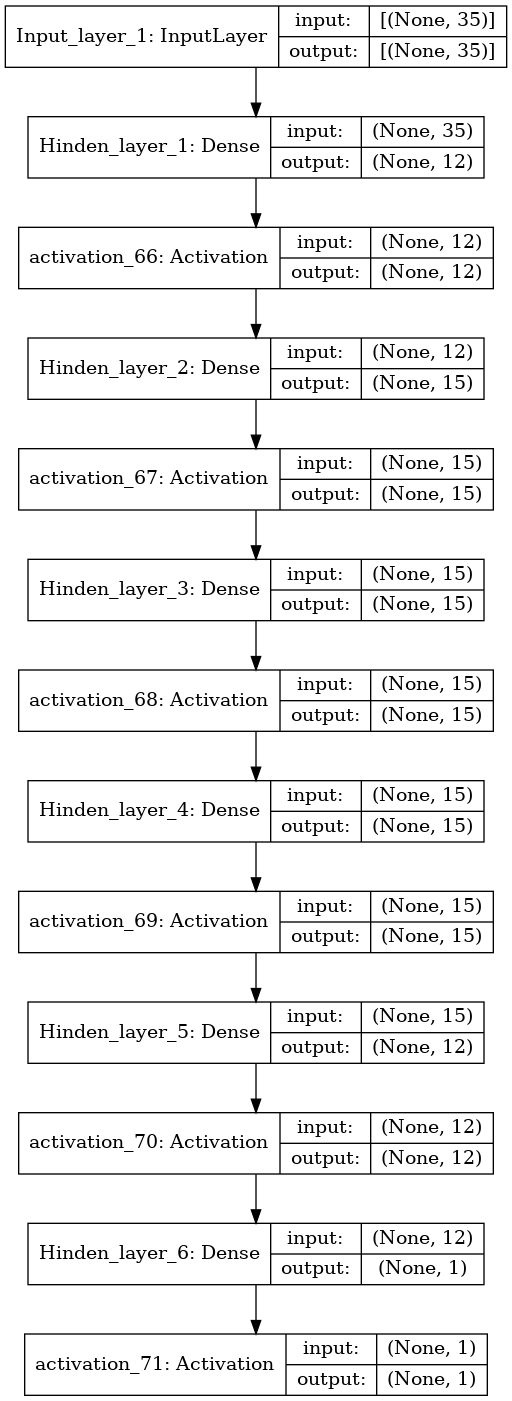 Input_layer_1: InputLayer
input: [(None, 35)]
output: [(None, 35)]
Hinden_layer_1: Dense
input: (None, 35)
output: (None, 12)
activation_66: Activation
input: (None, 12)
output: (None, 12)
Hinden_layer_2: Dense
input: (None, 12)
output: (None, 15)
activation_67: Activation
input: (None, 15)
output: (None, 15)
Hinden_layer_3: Dense
input: (None, 15)
output: (None, 15)
activation_68: Activation
input: (None, 15)
output: (None, 15)
Hinden_layer_4: Dense
input: (None, 15)
output: (None, 15)
activation_69: Activation
input: (None, 15)
output: (None, 15)
Hinden_layer_5: Dense
input: (None, 15)
output: (None, 12)
activation_70: Activation
input: (None, 12)
output: (None, 12)
Hinden_layer_6: Dense
input: (None, 12)
output: (None, 1)
activation_71: Activation
input: (None, 1)
output: (None, 1)